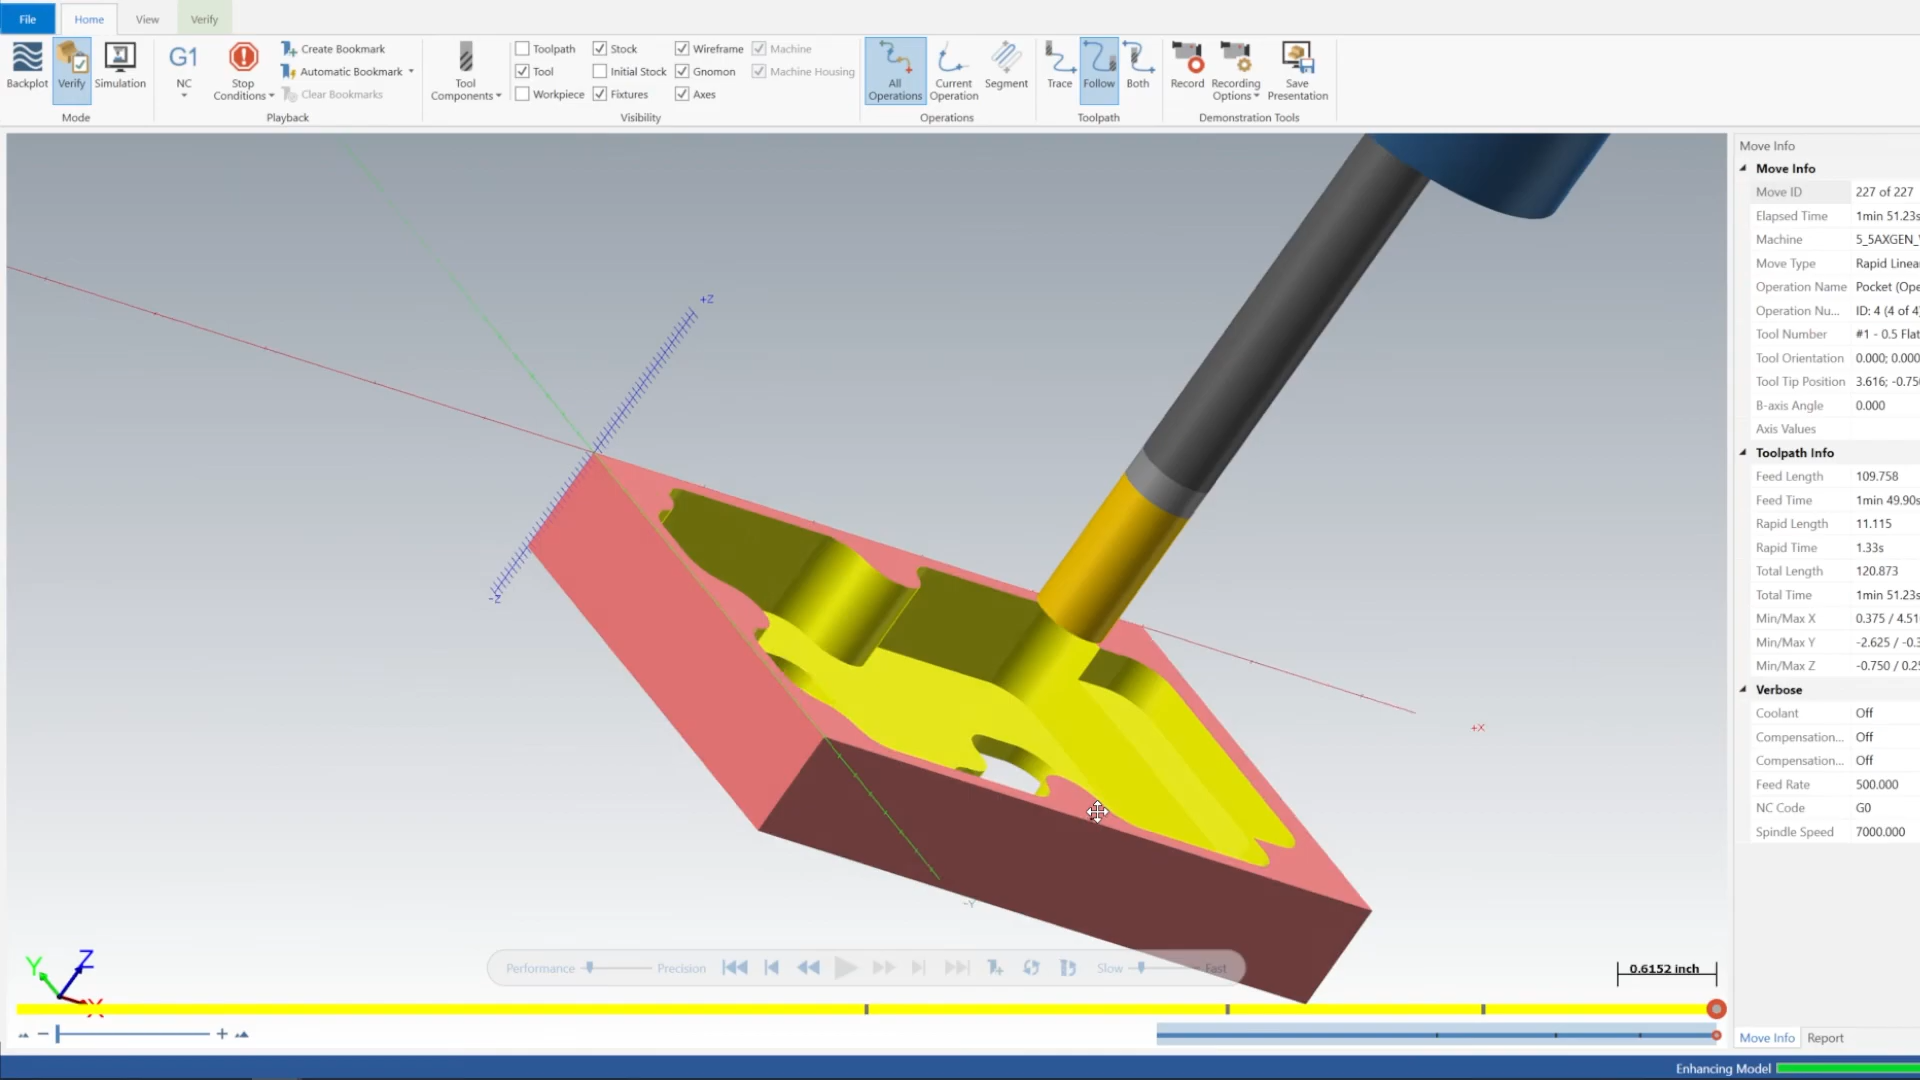 File Home View Verify
Backplot Verify Simulation
Mode
G1
NC
Stop
Conditions
Create Bookmark
Automatic Bookmark
Clear Bookmarks
Playback
Tool
Components
Toolpath Stock Wireframe Machine
Tool Initial Stock Gnomon Machine Housing
Workpiece Fixtures Axes
Visibility
All
Operations
Current
Operation
Segment
Operations
Trace Follow Both
Toolpath
Record
Recording
Options
Save
Presentation
Demonstration Tools
+Z
-Z
+X
-Y
Y Z X
Performance Precision Slow Fast
0.6152 inch
Move Info
Move Info
Move ID 227 of 227
Elapsed Time 1min 51.23s
Machine 5_5AXGEN_
Move Type Rapid Linea
Operation Name Pocket (Ope
Operation Nu... ID: 4 (4 of 4)
Tool Number #1 - 0.5 Flat
Tool Orientation 0.000; 0.000
Tool Tip Position 3.616; -0.75
B-axis Angle 0.000
Axis Values
Toolpath Info
Feed Length 109.758
Feed Time 1min 49.90s
Rapid Length 11.115
Rapid Time 1.33s
Total Length 120.873
Total Time 1min 51.23s
Min/Max X 0.375 / 4.51
Min/Max Y -2.625 / -0.3
Min/Max Z -0.750 / 0.25
Verbose
Coolant Off
Compensation... Off
Compensation... Off
Feed Rate 500.000
NC Code G0
Spindle Speed 7000.000
Move Info Report
Enhancing Model